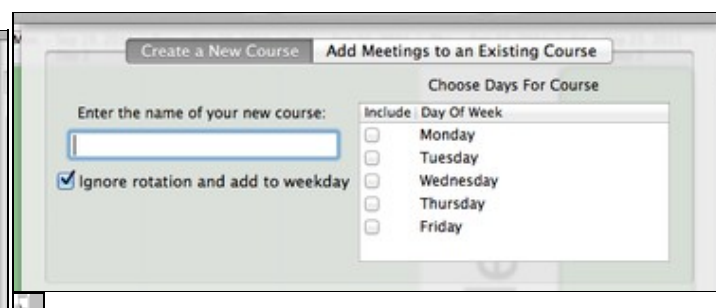 Create a New Course
Add Meetings to an Existing Course
Choose Days For Course
Enter the name of your new course:
Include Day Of Week
Monday
Tuesday
Wednesday
Thursday
Friday
Ignore rotation and add to weekday